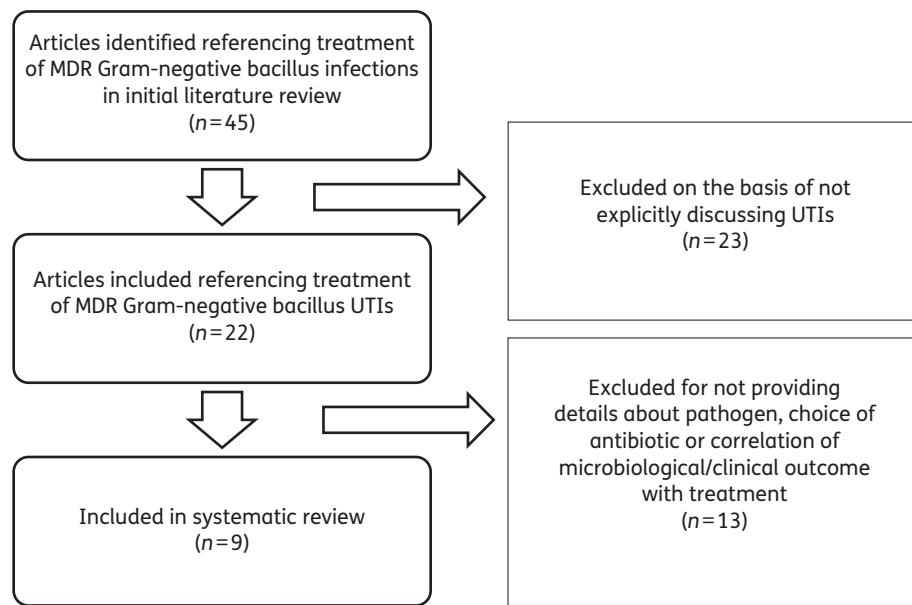 Articles identified referencing treatment
of MDR Gram-negative bacillus infections
in initial literature review
(n=45)
Excluded on the basis of not
explicitly discussing UTIs
(n=23)
Articles included referencing treatment
of MDR Gram-negative bacillus UTIs
(n=22)
Excluded for not providing
details about pathogen, choice of
antibiotic or correlation of
microbiological/clinical outcome
with treatment
(n=13)
Included in systematic review
(n=9)